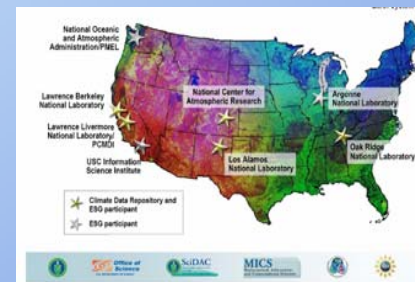 National Oceanic
and Atmospheric
Administration/PMEL
Lawrence Berkeley
National Laboratory
National Center for
Atmospheric Research
Argonne
National Laboratory
Lawrence Livermore
National Laboratory/
PCMDI
USC Information
Science Institute
Los Alamos
National Laboratory
Oak Ridge
National Laboratory
Climate Data Repository and
ESG participant
ESG participant
Office of
Science
SciDAC
MICS